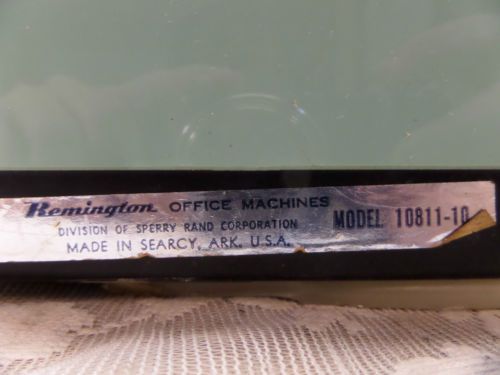 Remington OFFICE MACHINES
DIVISION OF SPERRY RAND CORPORATION
MADE IN SEARCY, ARK. U.S.A.
MODEL 10811-10